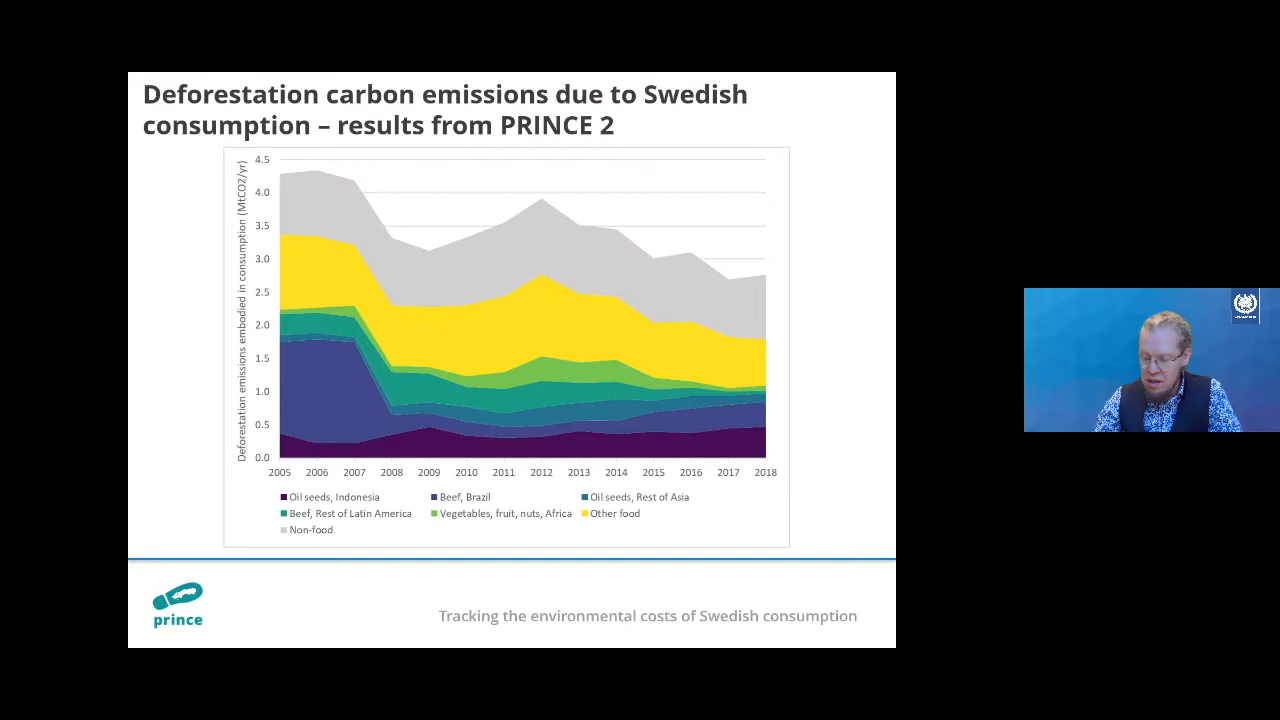 Deforestation carbon emissions due to Swedish
consumption – results from PRINCE 2
Deforestation emissions embodied in consumption (MtCO2/yr)
4.5
4.0
3.5
3.0
2.5
2.0
1.5
1.0
0.5
0.0
2005 2006 2007 2008 2009 2010 2011 2012 2013 2014 2015 2016 2017 2018
Oil seeds, Indonesia Beef, Brazil Oil seeds, Rest of Asia
Beef, Rest of Latin America Vegetables, fruit, nuts, Africa Other food
Non-food
prince
Tracking the environmental costs of Swedish consumption